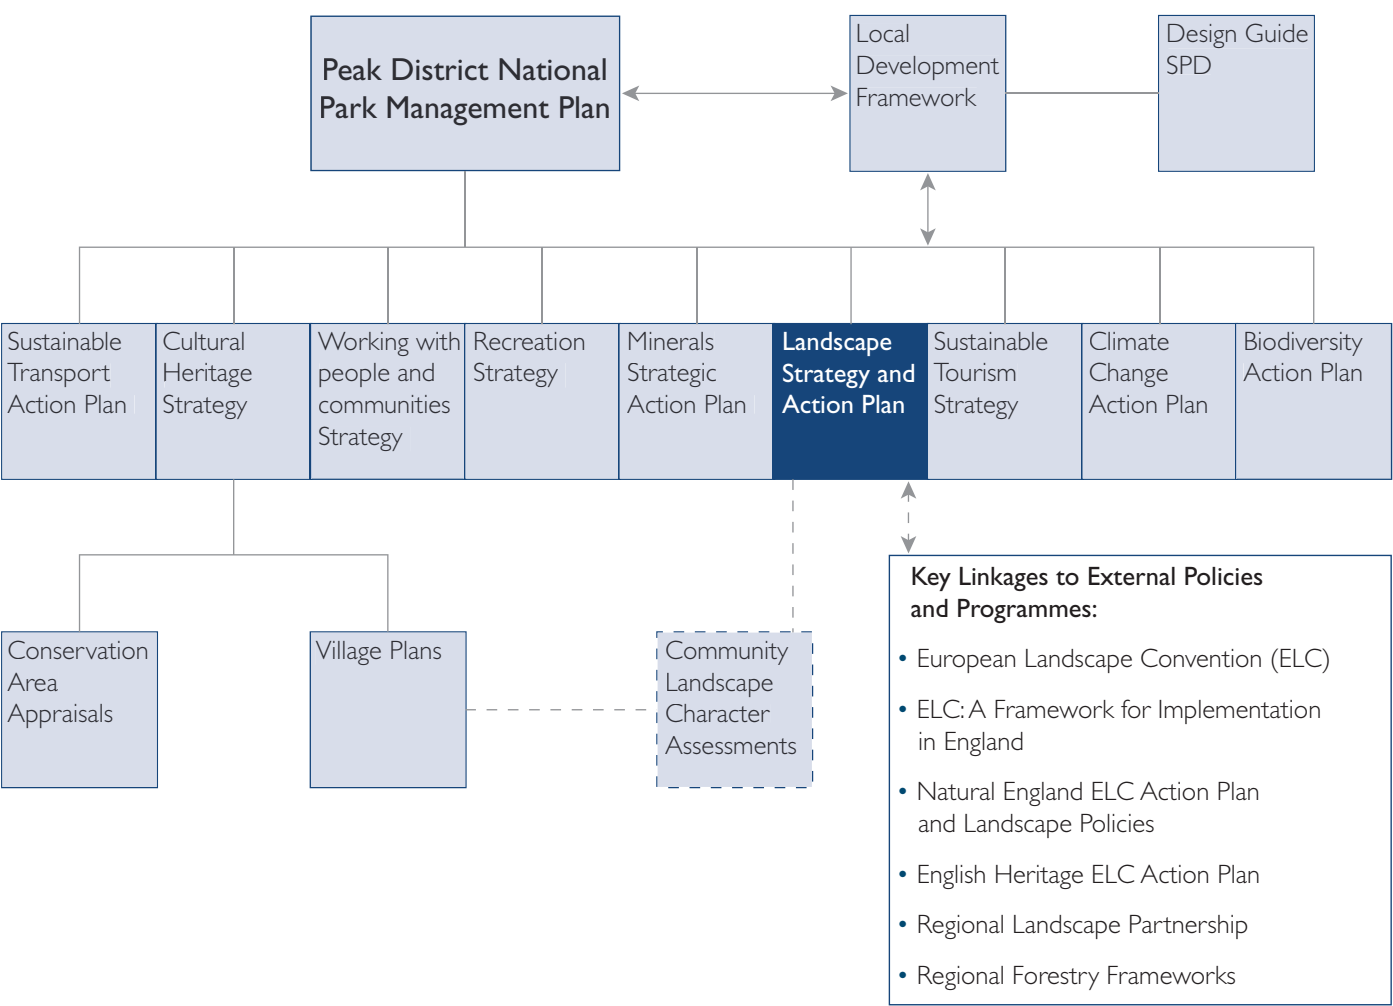 Peak District National
Park Management Plan
Local
Development
Framework
Design Guide
SPD
Sustainable
Transport
Action Plan
Cultural
Heritage
Strategy
Working with
people and
communities
Strategy
Recreation
Strategy
Minerals
Strategic
Action Plan
Landscape
Strategy and
Action Plan
Sustainable
Tourism
Strategy
Climate
Change
Action Plan
Biodiversity
Action Plan
Conservation
Area
Appraisals
Village Plans
Community
Landscape
Character
Assessments
Key Linkages to External Policies
and Programmes:
• European Landscape Convention (ELC)
• ELC: A Framework for Implementation
in England
• Natural England ELC Action Plan
and Landscape Policies
• English Heritage ELC Action Plan
• Regional Landscape Partnership
• Regional Forestry Frameworks